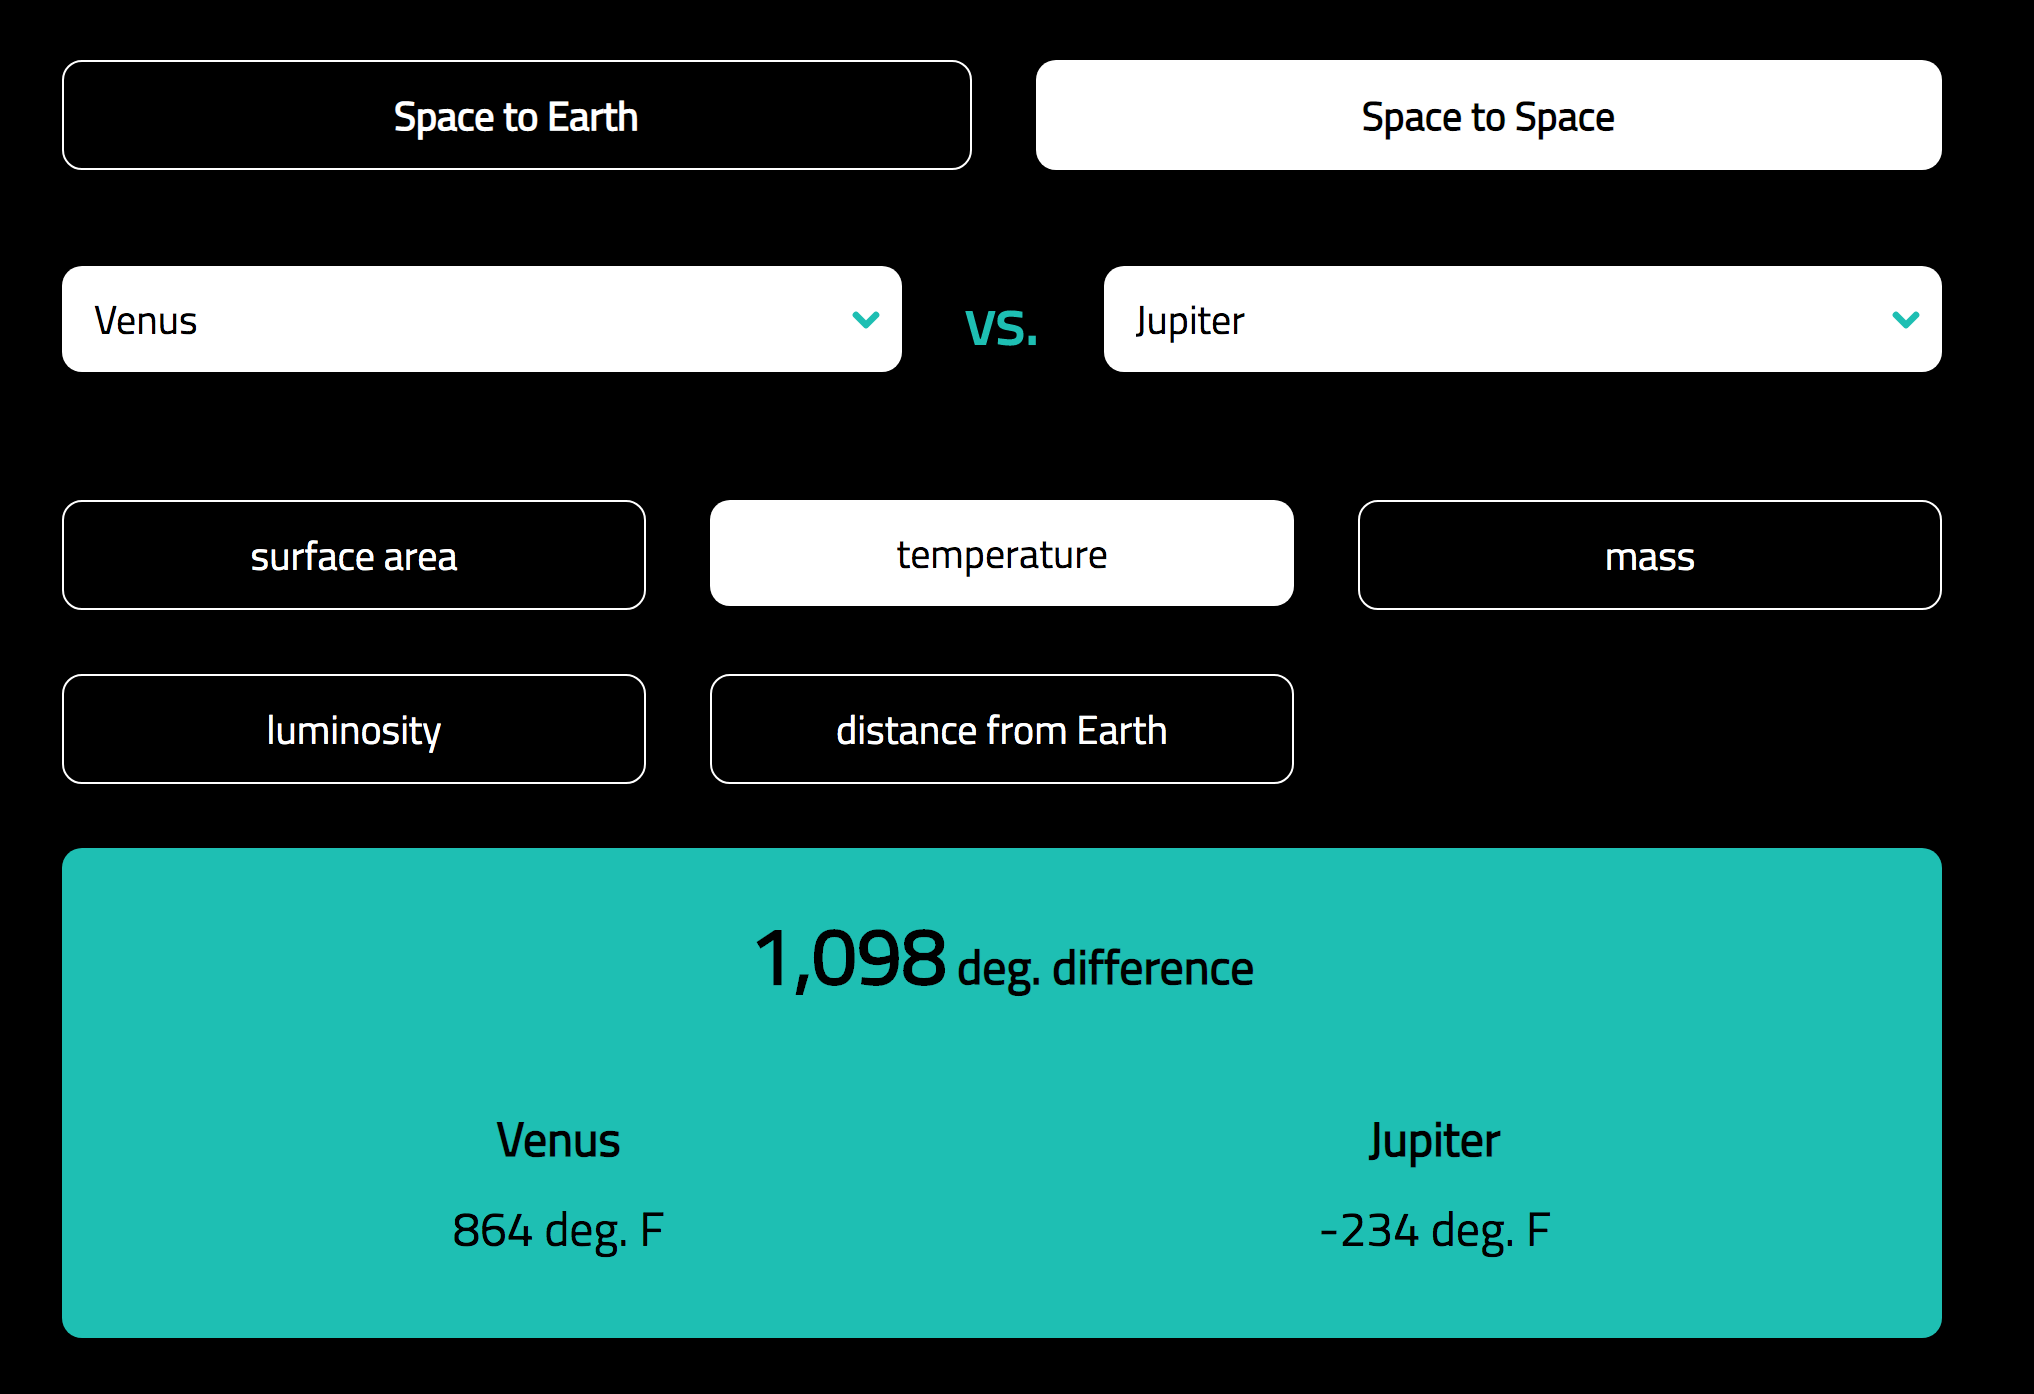 Space to Earth
Space to Space
Venus
VS.
Jupiter
surface area
temperature
mass
luminosity
distance from Earth
1,098 deg. difference
Venus
Jupiter
864 deg. F
-234 deg. F